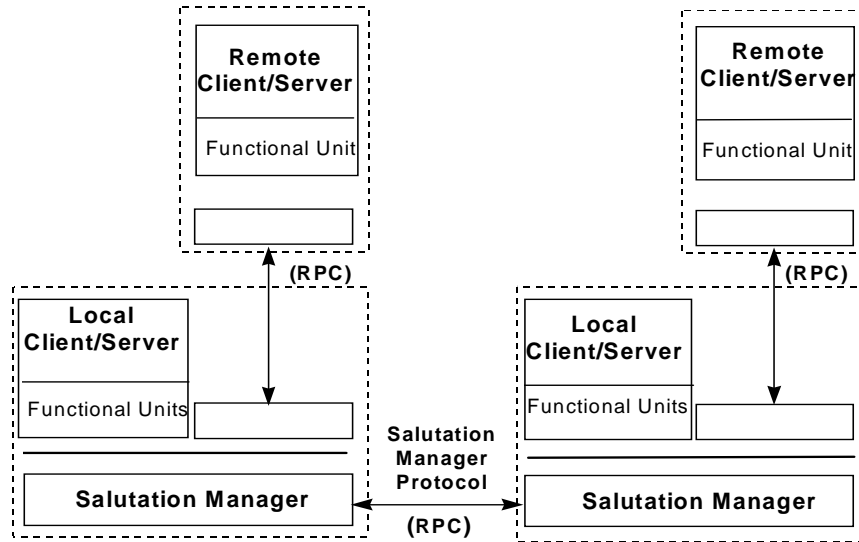 Remote
Client/Server
Functional Unit
Remote
Client/Server
Functional Unit
(RPC)
(RPC)
Local
Client/Server
Functional Units
Local
Client/Server
Functional Units
Salutation
Manager
Protocol
(RPC)
Salutation Manager
Salutation Manager